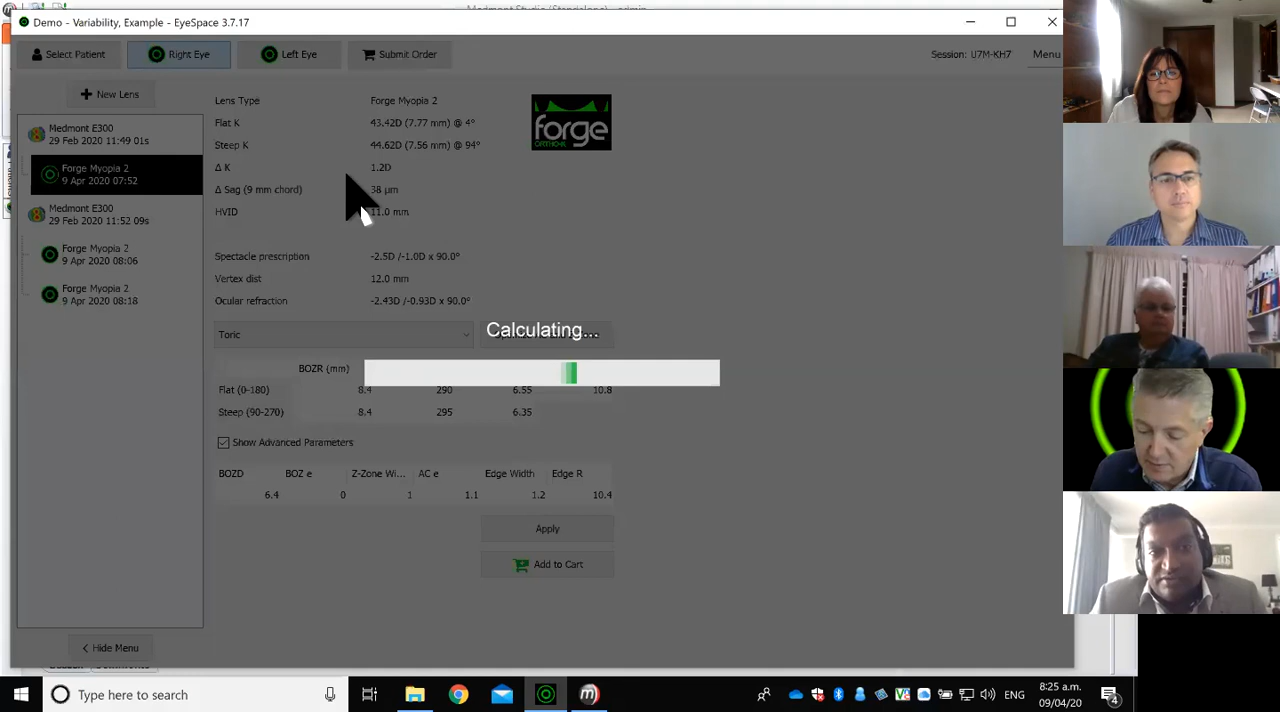 Demo - Variability, Example - EyeSpace 3.7.17
Select Patient
Right Eye
Left Eye
Submit Order
Session: U7M-KH7
Menu
New Lens
Medmont E300
29 Feb 2020 11:49 01s
Forge Myopia 2
9 Apr 2020 07:52
Medmont E300
29 Feb 2020 11:52 09s
Forge Myopia 2
9 Apr 2020 08:06
Forge Myopia 2
9 Apr 2020 08:18
Hide Menu
Lens Type Forge Myopia 2
Flat K 43.42D (7.77 mm) @ 4°
Steep K 44.62D (7.56 mm) @ 94°
Δ K 1.2D
Δ Sag (9 mm chord) 38 µm
HVID 11.0 mm
forge
ORTHO-K
Spectacle prescription -2.5D /-1.0D x 90.0°
Vertex dist 12.0 mm
Ocular refraction -2.43D /-0.93D x 90.0°
Toric
Calculating...
BOZR (mm)
Flat (0-180) 8.4 290 6.55 10.8
Steep (90-270) 8.4 295 6.35
Show Advanced Parameters
BOZD BOZ e Z-Zone Wi... AC e Edge Width Edge R
6.4 0 1 1.1 1.2 10.4
Apply
Add to Cart
Type here to search
ENG
8:25 a.m.
09/04/20
4